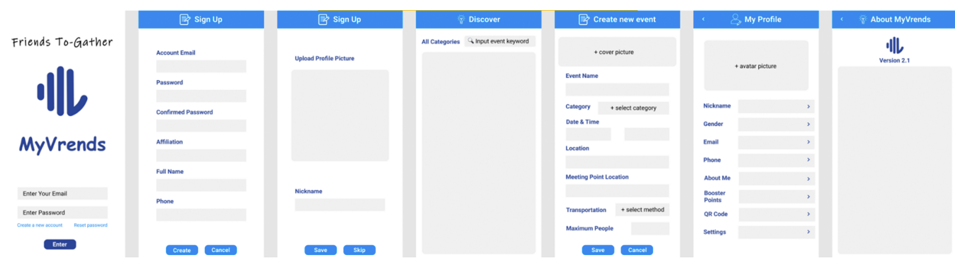 Friends To-Gather
MyVrends
Enter Your Email
Enter Password
Create a new account Reset password
Enter
Sign Up
Account Email
Password
Confirmed Password
Affiliation
Full Name
Phone
Create Cancel
Sign Up
Upload Profile Picture
Nickname
Save Skip
Discover
All Categories Input event keyword
Create new event
+ cover picture
Event Name
Category + select category
Date & Time
Location
Meeting Point Location
Transportation + select method
Maximum People
Save Cancel
My Profile
+ avatar picture
Nickname
Gender
Email
Phone
About Me
Booster
Points
QR Code
Settings
About MyVrends
Version 2.1